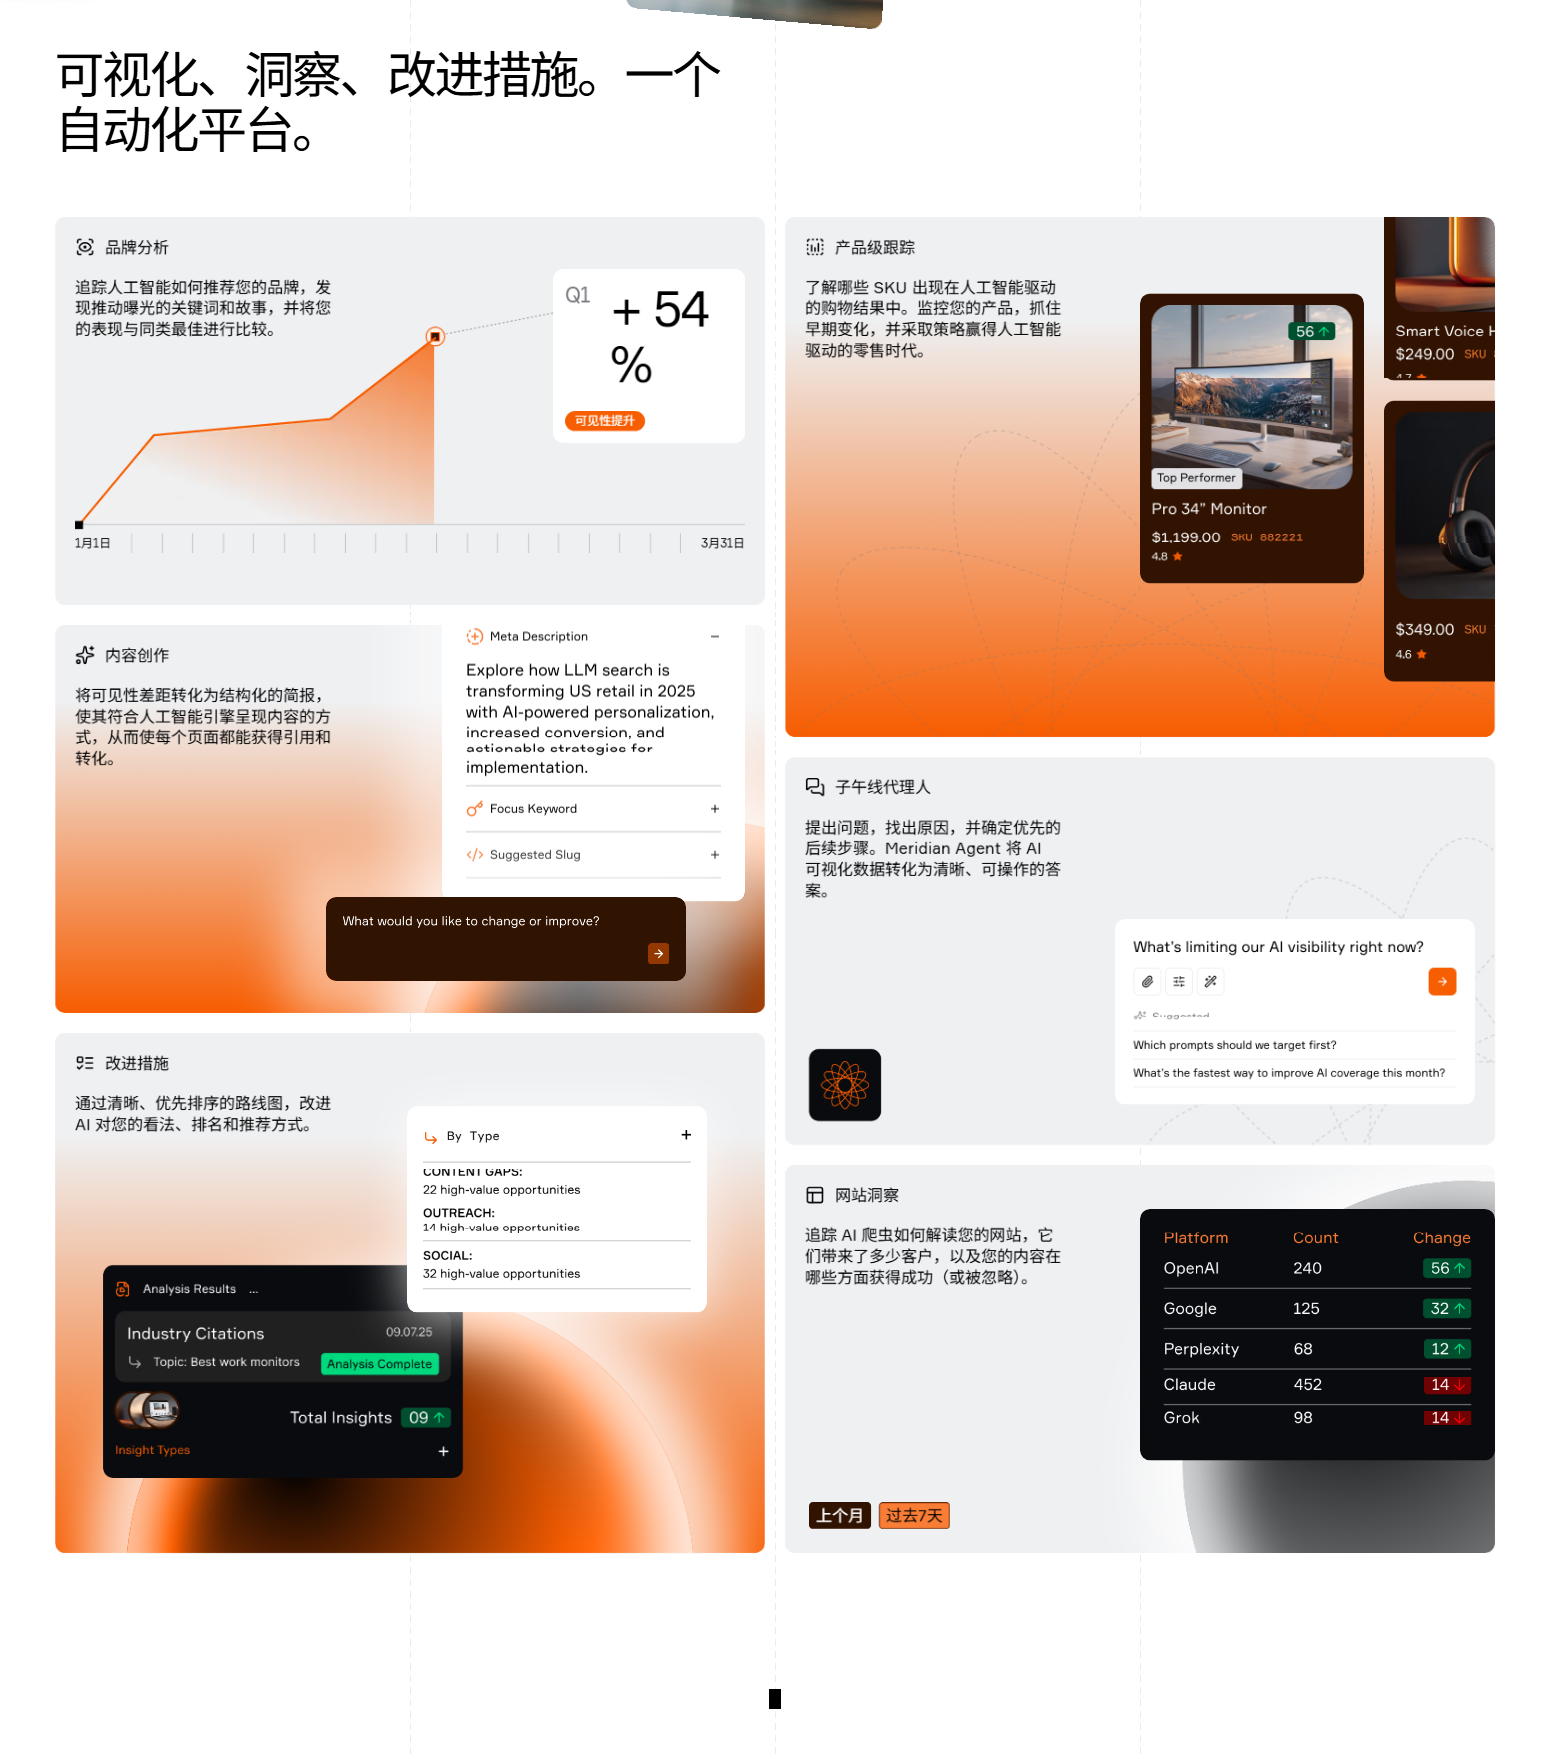 可视化、洞察、改进措施。一个
自动化平台。
品牌分析
追踪人工智能如何推荐您的品牌，发
现推动曝光的关键词和故事，并将您
的表现与同类最佳进行比较。
Q1
+ 54
%
可见性提升
1月1日
3月31日
内容创作
将可见性差距转化为结构化的简报，
使其符合人工智能引擎呈现内容的方
式，从而使每个页面都能获得引用和
转化。
Meta Description
Explore how LLM search is
transforming US retail in 2025
with AI-powered personalization,
increased conversion, and
actionable strategies for
implementation.
Focus Keyword
Suggested Slug
What would you like to change or improve?
改进措施
通过清晰、优先排序的路线图，改进
AI 对您的看法、排名和推荐方式。
By Type
CONTENT GAPS:
22 high-value opportunities
OUTREACH:
14 high-value opportunities
SOCIAL:
32 high-value opportunities
Analysis Results ...
Industry Citations
09.07.25
Topic: Best work monitors
Analysis Complete
Total Insights
09
Insight Types
产品级跟踪
了解哪些 SKU 出现在人工智能驱动
的购物结果中。监控您的产品，抓住
早期变化，并采取策略赢得人工智能
驱动的零售时代。
56
Top Performer
Pro 34” Monitor
$1,199.00 SKU 882221
4.8
Smart Voice H
$249.00 SKU
4.7
$349.00 SKU
4.6
子午线代理人
提出问题，找出原因，并确定优先的
后续步骤。Meridian Agent 将 AI
可视化数据转化为清晰、可操作的答
案。
What’s limiting our AI visibility right now?
Suggested
Which prompts should we target first?
What’s the fastest way to improve AI coverage this month?
网站洞察
追踪 AI 爬虫如何解读您的网站，它
们带来了多少客户，以及您的内容在
哪些方面获得成功（或被忽略）。
Platform Count Change
OpenAI 240 56
Google 125 32
Perplexity 68 12
Claude 452 14
Grok 98 14
上个月
过去7天